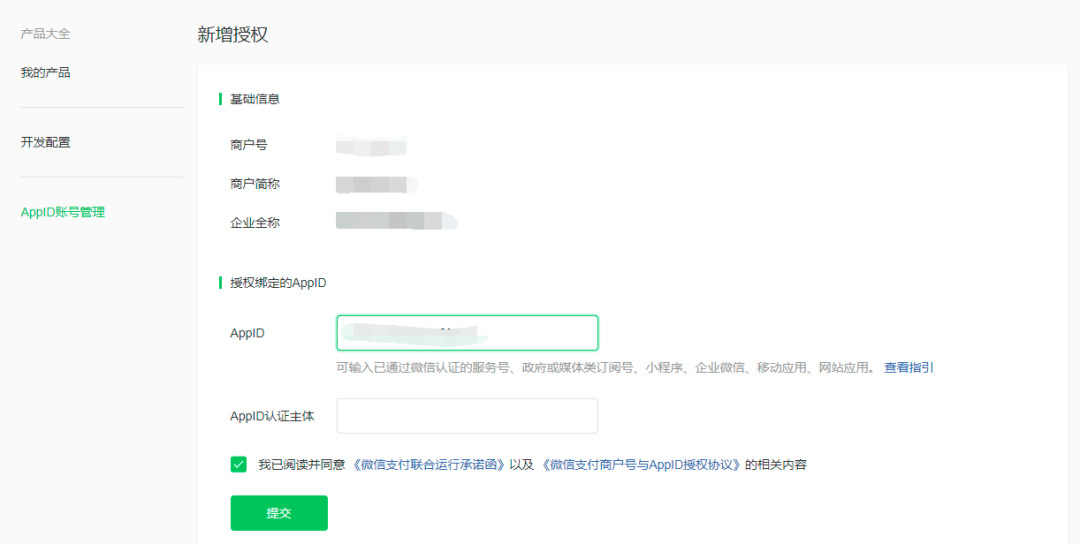 产品大全
我的产品
开发配置
AppID账号管理
新增授权
基础信息
商户号
商户简称
企业全称
授权绑定的AppID
AppID
可输入已通过微信认证的服务号、政府或媒体类订阅号、小程序、企业微信、移动应用、网站应用。 查看指引
AppID认证主体
我已阅读并同意 《微信支付联合运行承诺函》 以及 《微信支付商户号与AppID授权协议》 的相关内容
提交